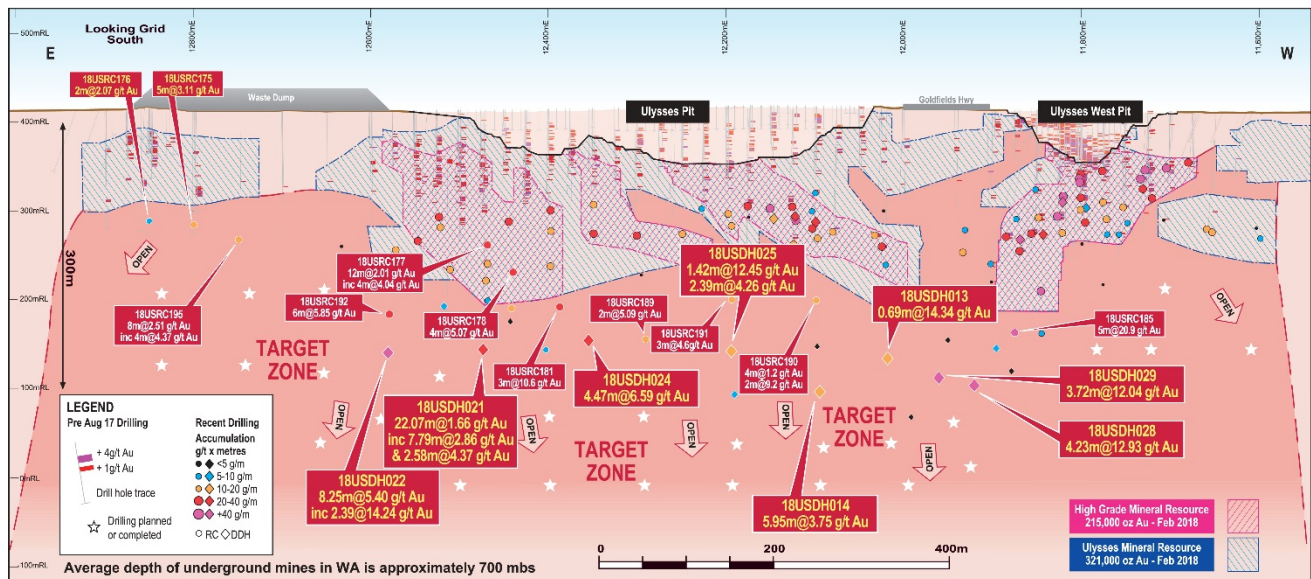 Looking Grid
South
E
W
12800mE
12600mE
12,400mE
12,200mE
12,000mE
11,800mE
11,600mE
500mRL
400mRL
300mRL
200mRL
100mRL
0mRL
-100mRL
300m
18USRC176
2m@2.07 g/t Au
18USRC175
5m@3.11 g/t Au
Waste Dump
Ulysses Pit
Goldfields Hwy
Ulysses West Pit
OPEN
18USRC196
8m@2.51 g/t Au
inc 4m@4.37 g/t Au
18USRC192
6m@5.85 g/t Au
18USRC177
12m@2.01 g/t Au
inc 4m@4.04 g/t Au
18USRC178
4m@5.07 g/t Au
18USRC181
3m@10.6 g/t Au
18USRC189
2m@5.09 g/t Au
18USRC191
3m@4.6g/t Au
18USDH025
1.42m@12.45 g/t Au
2.39m@4.26 g/t Au
18USRC190
4m@1.2 g/t Au
2m@9.2 g/t Au
18USDH013
0.69m@14.34 g/t Au
18USRC185
5m@20.9 g/t Au
OPEN
TARGET
ZONE
18USDH024
4.47m@6.59 g/t Au
18USDH029
3.72m@12.04 g/t Au
18USDH028
4.23m@12.93 g/t Au
18USDH021
22.07m@1.66 g/t Au
inc 7.79m@2.86 g/t Au
& 2.58m@4.37 g/t Au
18USDH022
8.25m@5.40 g/t Au
inc 2.39@14.24 g/t Au
OPEN
OPEN
OPEN
OPEN
OPEN
TARGET
ZONE
TARGET
ZONE
18USDH014
5.95m@3.75 g/t Au
LEGEND
Pre Aug 17 Drilling
+ 4g/t Au
+ 1g/t Au
Drill hole trace
Drilling planned
or completed
Recent Drilling
Accumulation
g/t x metres
<5 g/m
5-10 g/m
10-20 g/m
20-40 g/m
+40 g/m
RC
DDH
Average depth of underground mines in WA is approximately 700 mbs
0
200
400m
High Grade Mineral Resource
215,000 oz Au - Feb 2018
Ulysses Mineral Resource
321,000 oz Au - Feb 2018